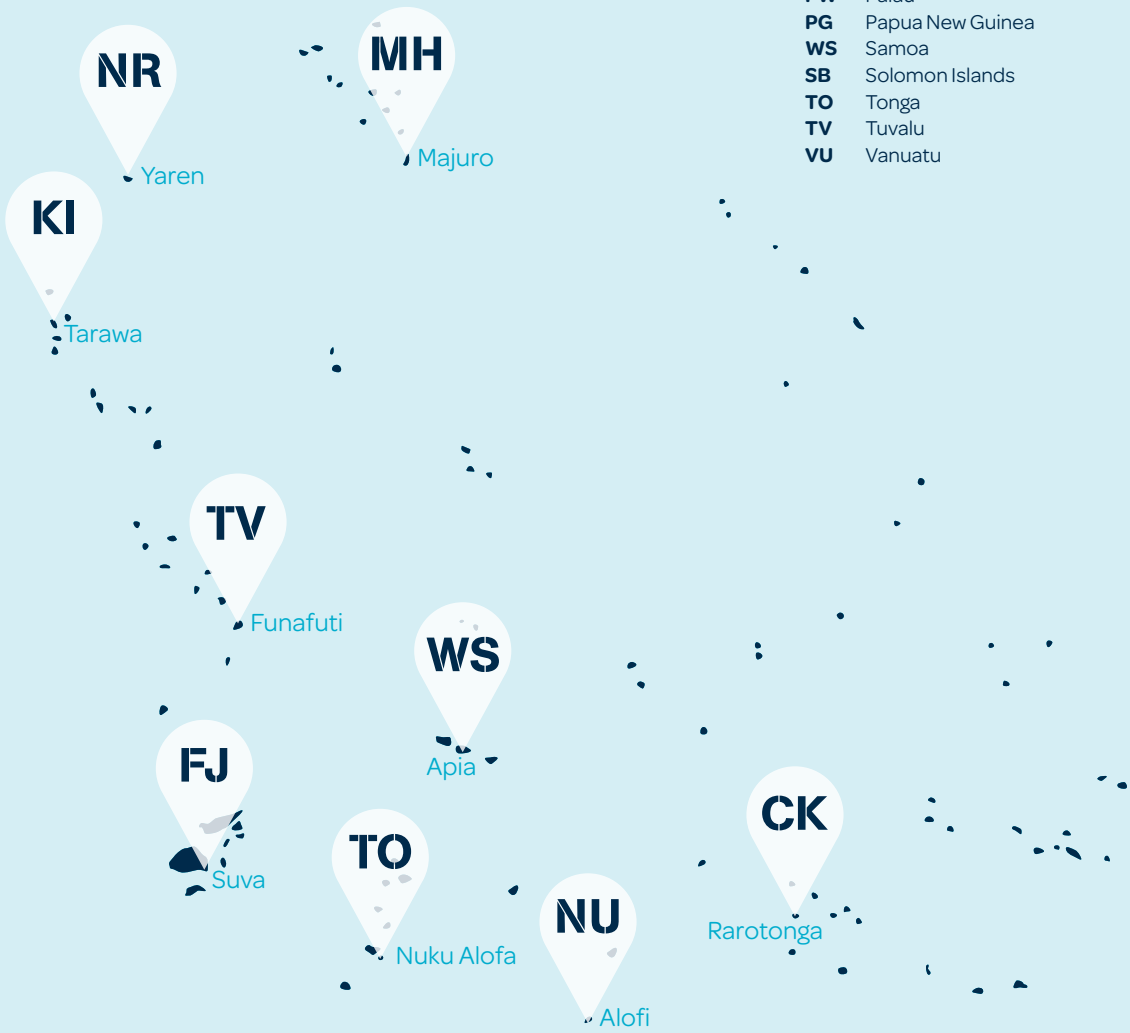 PG Papua New Guinea
WS Samoa
SB Solomon Islands
TO Tonga
TV Tuvalu
VU Vanuatu
NR
MH
Majuro
Yaren
KI
Tarawa
TV
Funafuti
WS
Apia
FJ
Suva
TO
Nuku Alofa
CK
Rarotonga
NU
Alofi